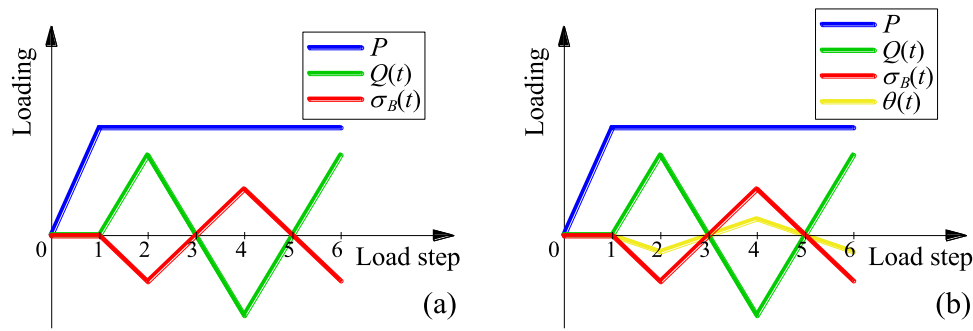 Loading
P
Q(t)
σB(t)
0 1 2 3 4 5 6
Load step
(a)
Loading
P
Q(t)
σB(t)
θ(t)
0 1 2 3 4 5 6
Load step
(b)